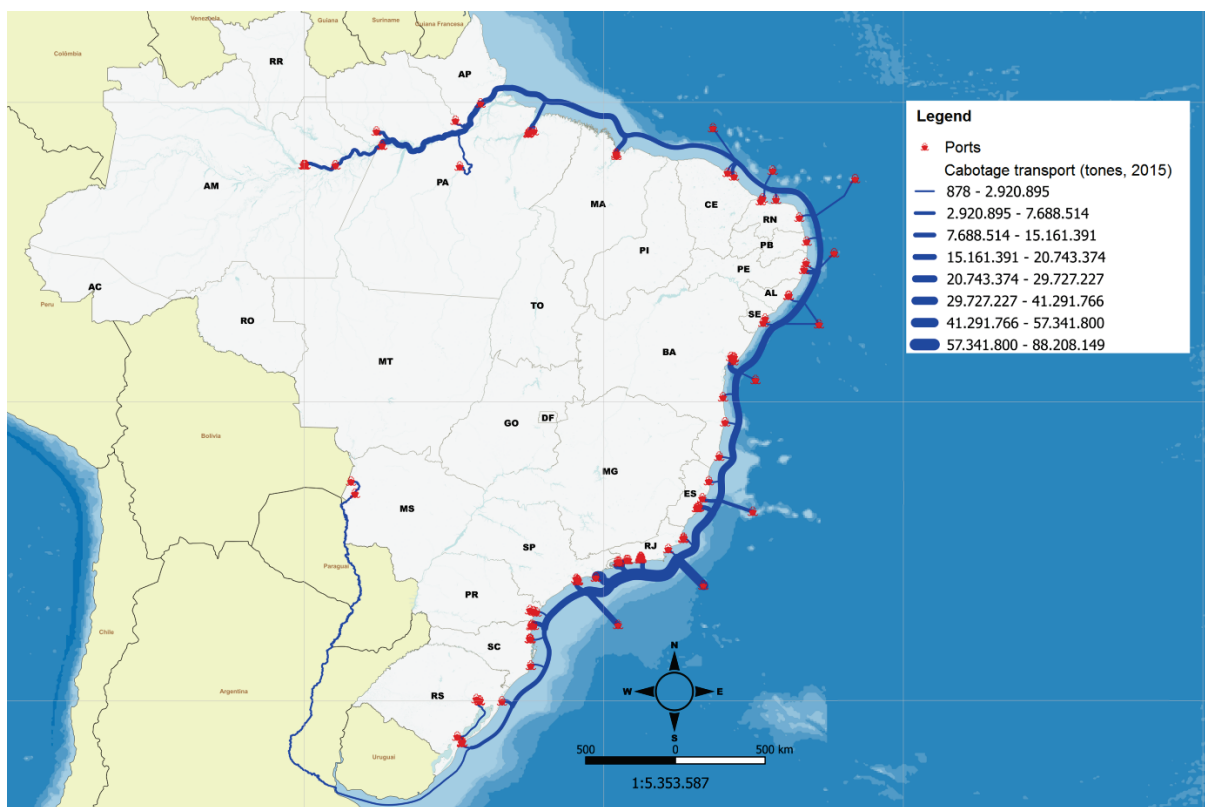 Venezuela
Guiana
Suriname
Guiana Francesa
Colômbia
RR
AP
AM
PA
MA
CE
RN
PB
PI
PE
AL
SE
AC
Peru
RO
TO
BA
MT
GO
DF
Bolívia
MG
ES
MS
SP
RJ
Paraguai
PR
SC
Chile
Argentina
RS
Uruguai
Legend
Ports
Cabotage transport (tones, 2015)
878 - 2.920.895
2.920.895 - 7.688.514
7.688.514 - 15.161.391
15.161.391 - 20.743.374
20.743.374 - 29.727.227
29.727.227 - 41.291.766
41.291.766 - 57.341.800
57.341.800 - 88.208.149
N
W E
S
500 0 500 km
1:5.353.587